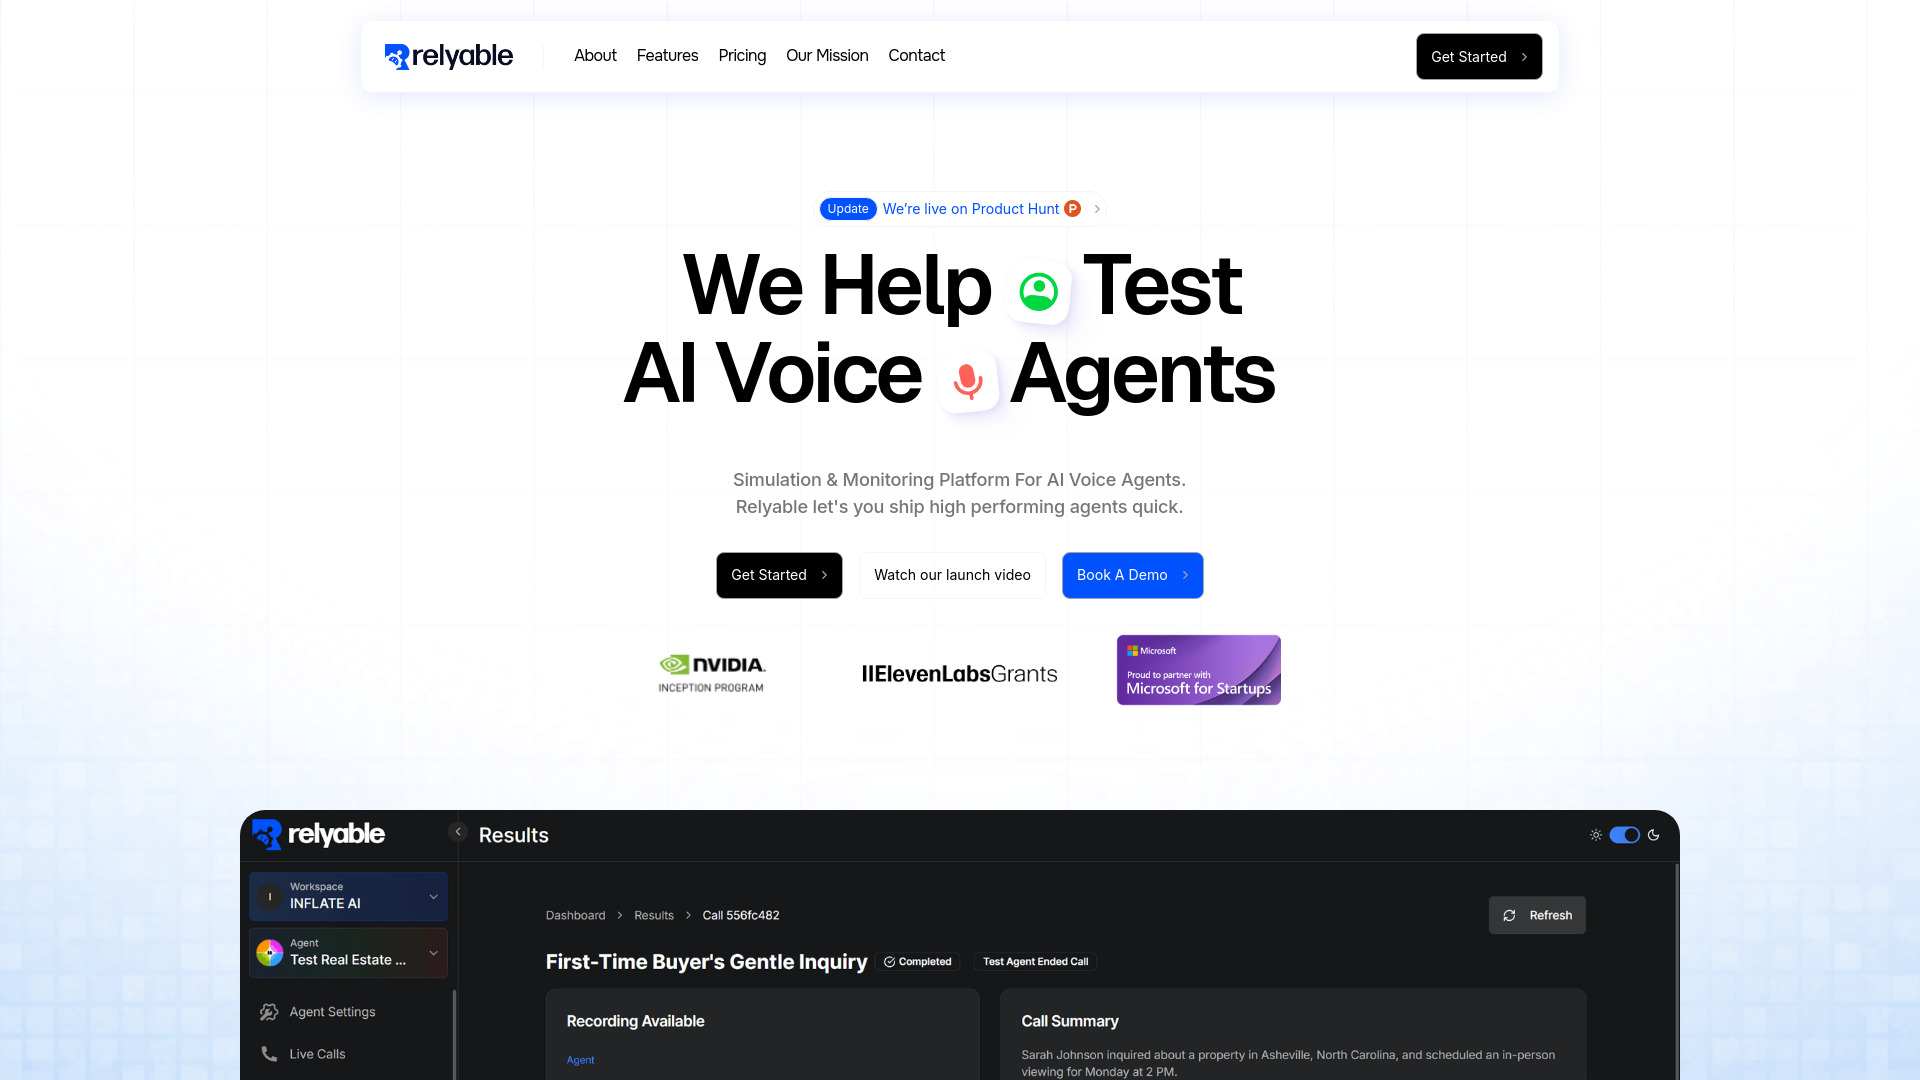 relyable
About
Features
Pricing
Our Mission
Contact
Get Started
Update We're live on Product Hunt P
We Help Test
AI Voice Agents
Simulation & Monitoring Platform For AI Voice Agents.
Relyable let's you ship high performing agents quick.
Get Started
Watch our launch video
Book A Demo
NVIDIA.
INCEPTION PROGRAM
IIElevenLabsGrants
Microsoft
Proud to partner with
Microsoft for Startups
relyable
Results
Workspace
I
INFLATE AI
Agent
Test Real Estate ...
Agent Settings
Live Calls
Dashboard > Results > Call 556fc482
Refresh
First-Time Buyer's Gentle Inquiry
Completed
Test Agent Ended Call
Recording Available
Agent
Call Summary
Sarah Johnson inquired about a property in Asheville, North Carolina, and scheduled an in-person
viewing for Monday at 2 PM.